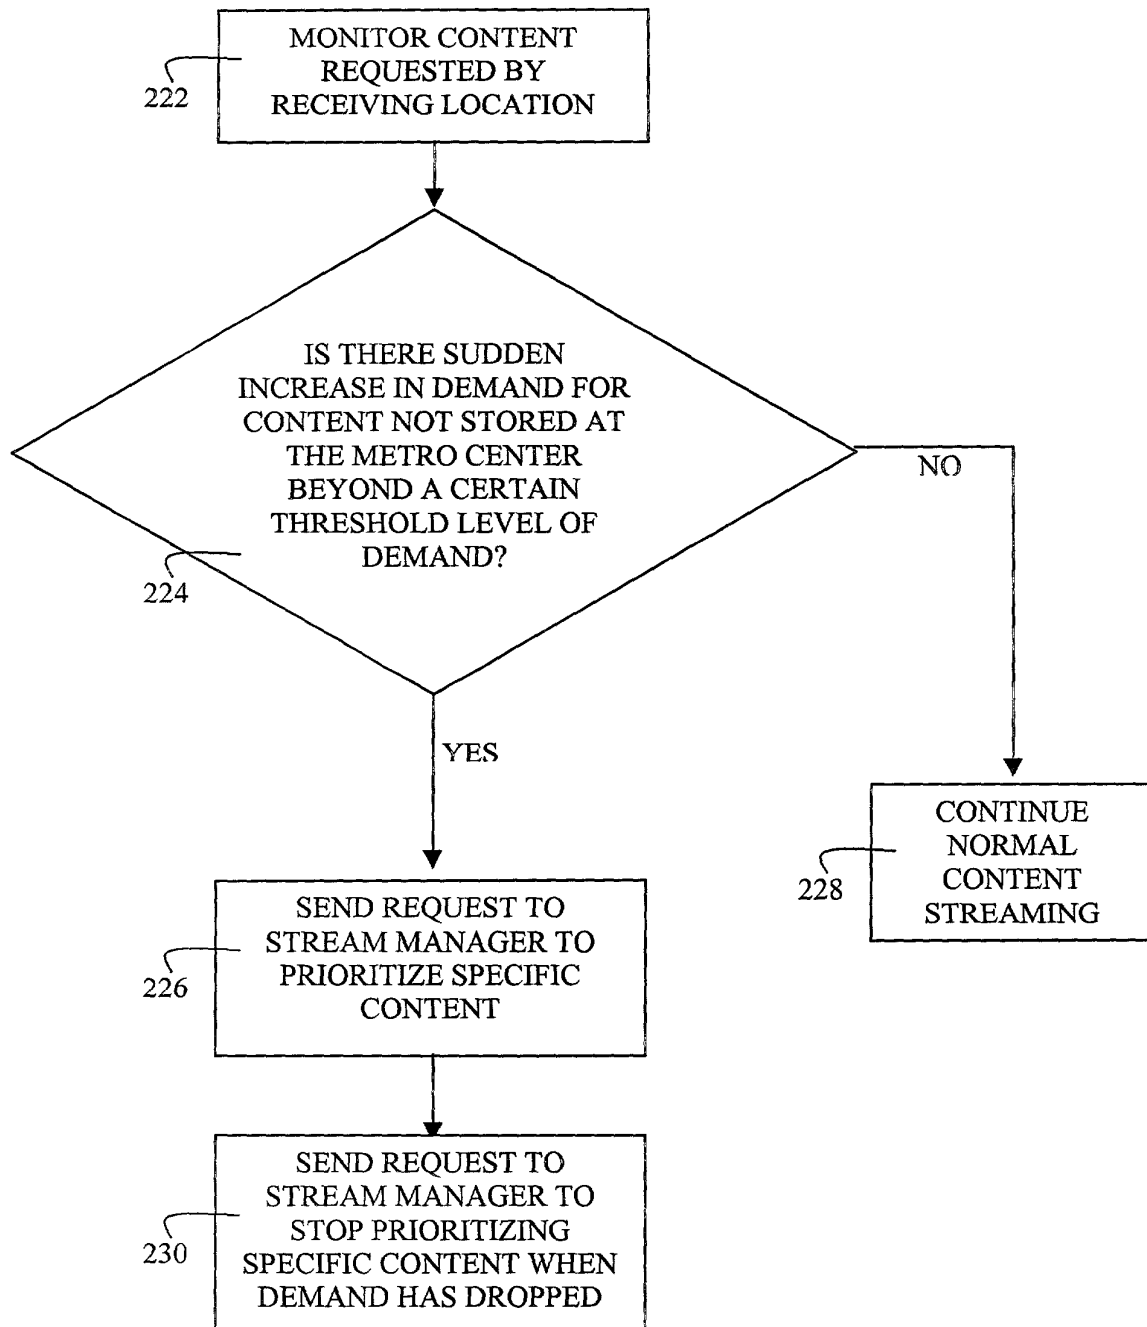 MONITOR CONTENT
REQUESTED BY
RECEIVING LOCATION
222
IS THERE SUDDEN
INCREASE IN DEMAND FOR
CONTENT NOT STORED AT
THE METRO CENTER
BEYOND A CERTAIN
THRESHOLD LEVEL OF
DEMAND?
224
NO
YES
CONTINUE
NORMAL
CONTENT
STREAMING
228
SEND REQUEST TO
STREAM MANAGER TO
PRIORITIZE SPECIFIC
CONTENT
226
SEND REQUEST TO
STREAM MANAGER TO
STOP PRIORITIZING
SPECIFIC CONTENT WHEN
DEMAND HAS DROPPED
230